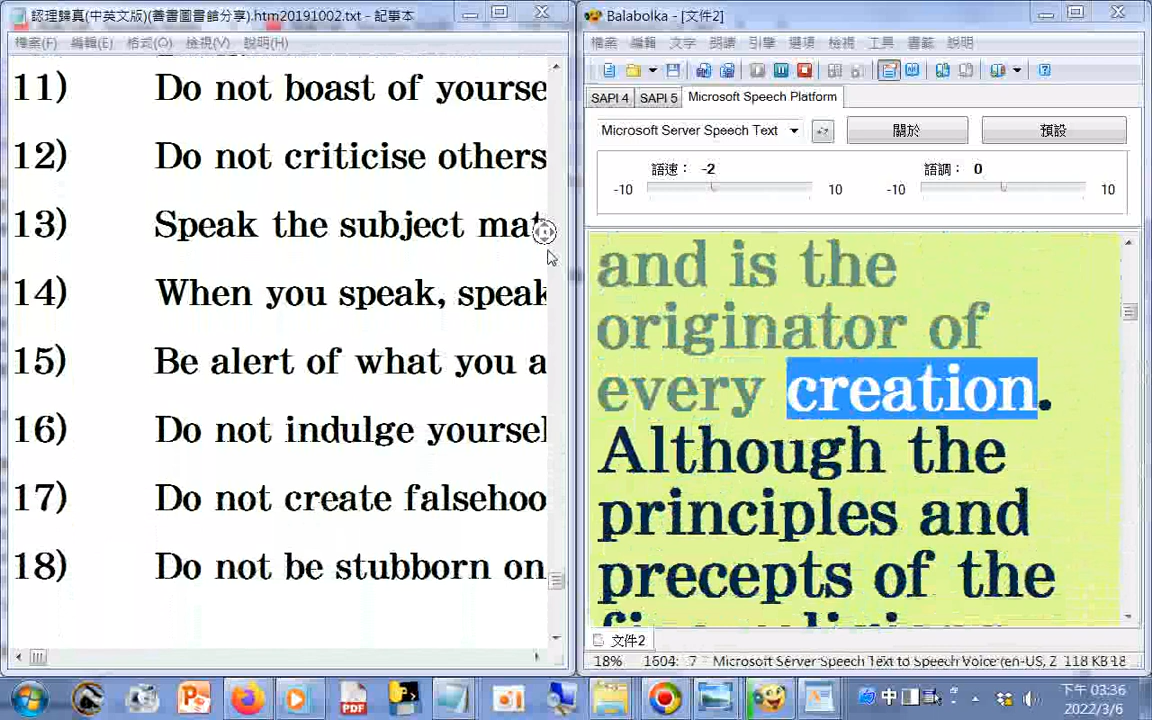 認理歸真(中英文版)(善書圖書館分享).htm20191002.txt - 記事本
檔案(F) 編輯(E) 格式(O) 檢視(V) 說明(H)
11) Do not boast of yourse
12) Do not criticise others
13) Speak the subject mat
14) When you speak, speak
15) Be alert of what you a
16) Do not indulge yoursel
17) Do not create falsehoo
18) Do not be stubborn on
Balabolka - [文件2]
檔案 編輯 文字 朗讀 引擎 選項 檢視 工具 書籤 說明
SAPI 4 SAPI 5 Microsoft Speech Platform
Microsoft Server Speech Text 關於 預設
語速： -2 語調： 0
-10 10 -10 10
and is the
originator of
every creation.
Although the
principles and
precepts of the
文件2
18% 1604: 7 Microsoft Server Speech Text to Speech Voice (en-US, Z 118 KB
PDF 中 下午 03:36
2022/3/6